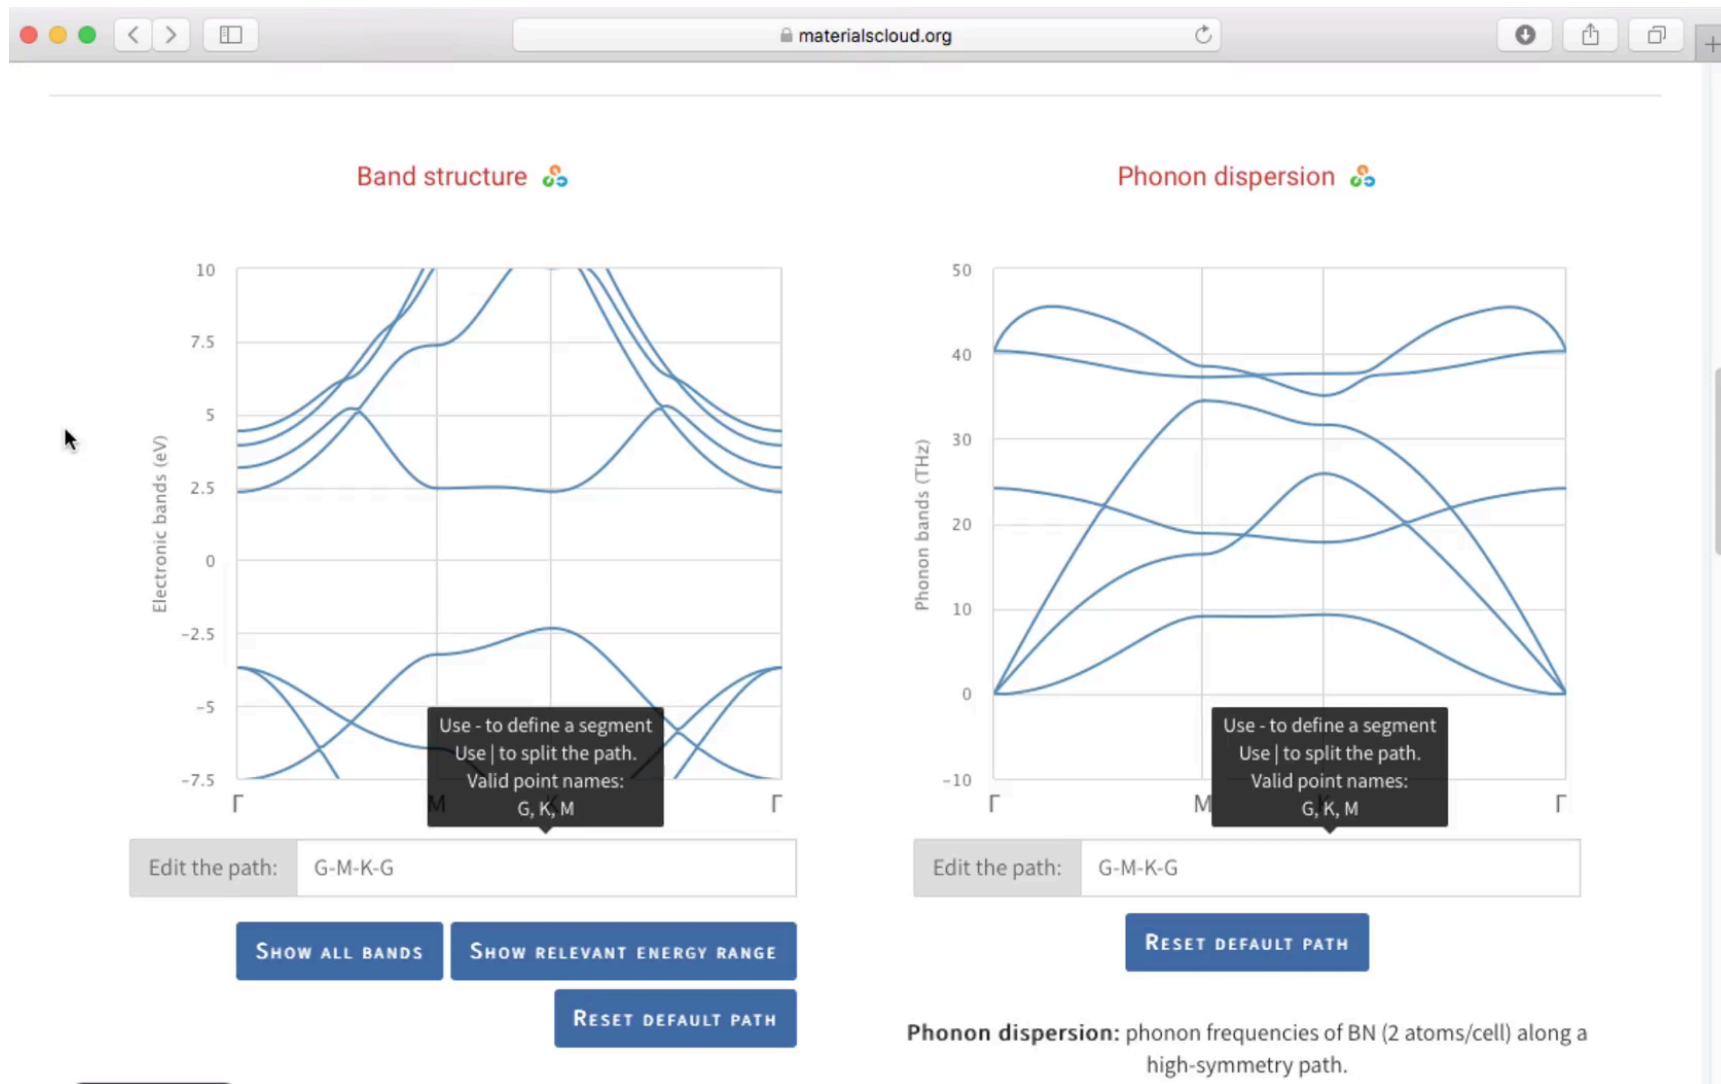 materialscloud.org
Band structure
Electronic bands (eV)
10
7.5
5
2.5
0
−2.5
−5
−7.5
Γ
M
K
Γ
Use - to define a segment
Use | to split the path.
Valid point names:
G, K, M
Edit the path:
G-M-K-G
SHOW ALL BANDS
SHOW RELEVANT ENERGY RANGE
RESET DEFAULT PATH
Phonon dispersion
Phonon bands (THz)
50
40
30
20
10
0
−10
Γ
M
Γ
Use - to define a segment
Use | to split the path.
Valid point names:
G, K, M
Edit the path:
G-M-K-G
RESET DEFAULT PATH
Phonon dispersion: phonon frequencies of BN (2 atoms/cell) along a
high-symmetry path.